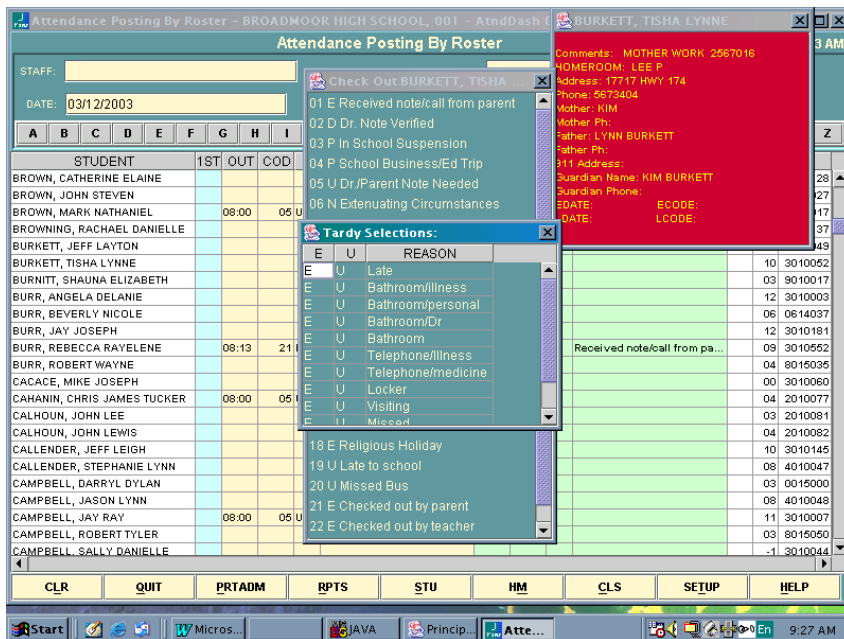 Attendance Posting By Roster - BROADMOOR HIGH SCHOOL, 001 - AtndDash (
BURKETT, TISHA LYNNE
Attendance Posting By Roster
3 AM
STAFF:
DATE: 03/12/2003
A B C D E F G H I Z
Comments: MOTHER WORK 2567016
HOMEROOM: LEE P
Address: 17717 HWY 174
Phone: 5673404
Mother: KIM
Mother Ph:
Father: LYNN BURKETT
Father Ph:
911 Address:
Guardian Name: KIM BURKETT
Guardian Phone:
EDATE: ECODE:
LDATE: LCODE:
Check Out BURKETT, TISHA ...
01 E Received note/call from parent
02 D Dr. Note Verified
03 P In School Suspension
04 P School Business/Ed Trip
05 U Dr./Parent Note Needed
06 N Extenuating Circumstances
Tardy Selections:
E U REASON
E U Late
E U Bathroom/illness
E U Bathroom/personal
E U Bathroom/Dr
E U Bathroom
E U Telephone/Illness
E U Telephone/medicine
E U Locker
E U Visiting
E U Missed
18 E Religious Holiday
19 U Late to school
20 U Missed Bus
21 E Checked out by parent
22 E Checked out by teacher
STUDENT 1ST OUT COD
BROWN, CATHERINE ELAINE 28
BROWN, JOHN STEVEN 027
BROWN, MARK NATHANIEL 08:00 05 U 017
BROWNING, RACHAEL DANIELLE 37
BURKETT, JEFF LAYTON 049
BURKETT, TISHA LYNNE 10 3010052
BURNITT, SHAUNA ELIZABETH 03 9010017
BURR, ANGELA DELANIE 12 3010003
BURR, BEVERLY NICOLE 06 0614037
BURR, JAY JOSEPH 12 3010181
BURR, REBECCA RAYELENE 08:13 21 Received note/call from pa... 09 3010552
BURR, ROBERT WAYNE 04 8015035
CACACE, MIKE JOSEPH 00 3010060
CAHANIN, CHRIS JAMES TUCKER 08:00 05 04 2010077
CALHOUN, JOHN LEE 03 2010081
CALHOUN, JOHN LEWIS 04 2010082
CALLENDER, JEFF LEIGH 10 3010145
CALLENDER, STEPHANIE LYNN 08 4010047
CAMPBELL, DARRYL DYLAN 03 0015000
CAMPBELL, JASON LYNN 08 4010048
CAMPBELL, JAY RAY 08:00 05 U 11 3010007
CAMPBELL, ROBERT TYLER 03 8015050
CAMPBELL, SALLY DANIELLE -1 3010044
CLR QUIT PRTADM RPTS STU HM CLS SETUP HELP
Start Micros... JAVA Princip... Atte... En 9:27 AM